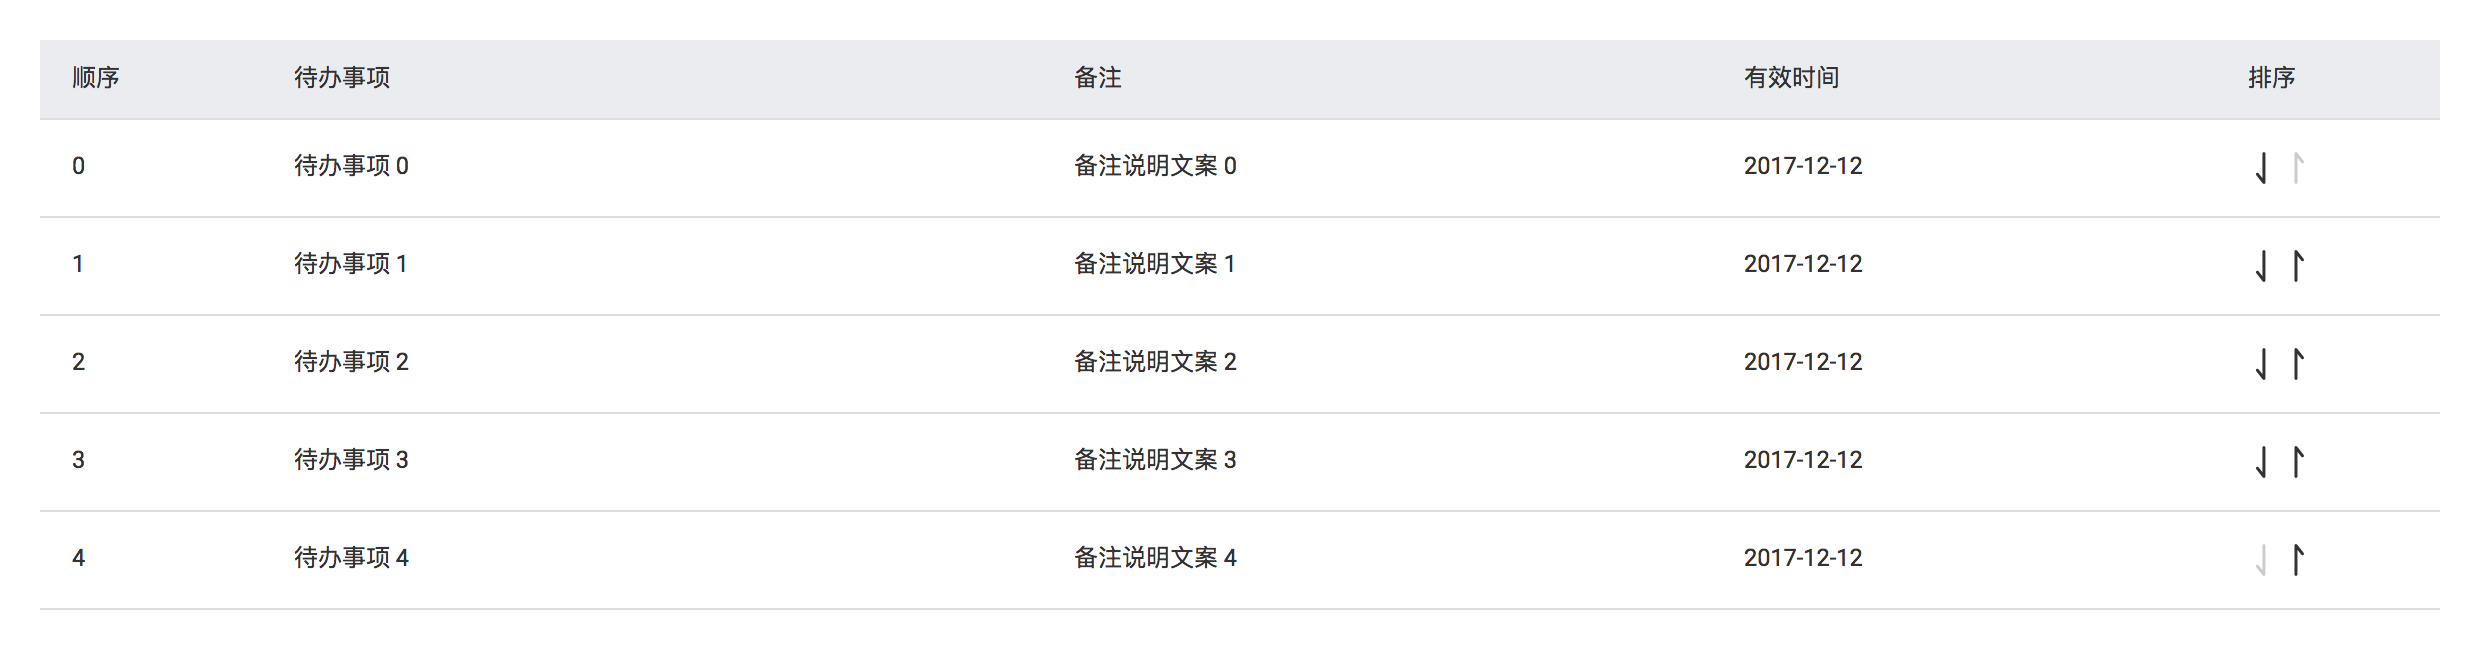 顺序 待办事项 备注 有效时间 排序
0 待办事项 0 备注说明文案 0 2017-12-12
1 待办事项 1 备注说明文案 1 2017-12-12
2 待办事项 2 备注说明文案 2 2017-12-12
3 待办事项 3 备注说明文案 3 2017-12-12
4 待办事项 4 备注说明文案 4 2017-12-12